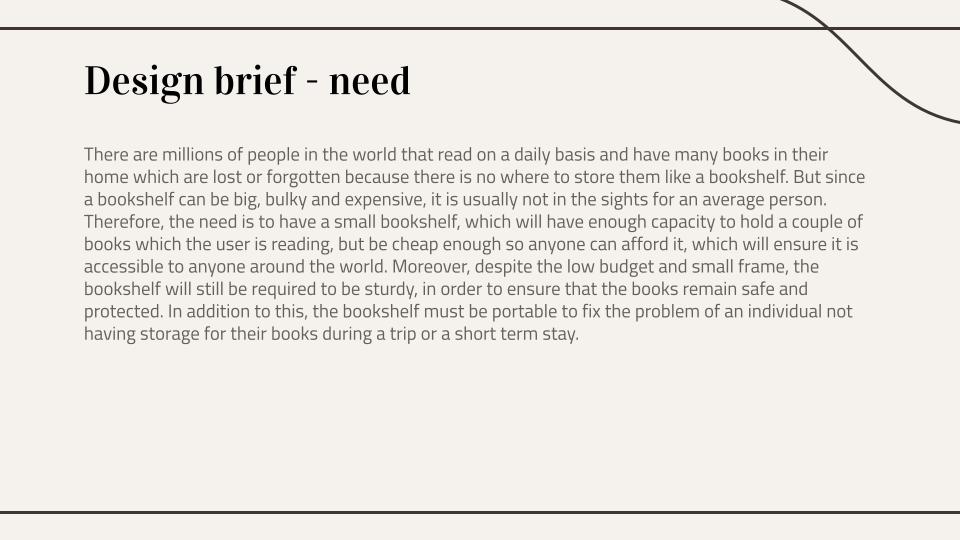 Design brief - need
There are millions of people in the world that read on a daily basis and have many books in their
home which are lost or forgotten because there is no where to store them like a bookshelf. But since
a bookshelf can be big, bulky and expensive, it is usually not in the sights for an average person.
Therefore, the need is to have a small bookshelf, which will have enough capacity to hold a couple of
books which the user is reading, but be cheap enough so anyone can afford it, which will ensure it is
accessible to anyone around the world. Moreover, despite the low budget and small frame, the
bookshelf will still be required to be sturdy, in order to ensure that the books remain safe and
protected. In addition to this, the bookshelf must be portable to fix the problem of an individual not
having storage for their books during a trip or a short term stay.